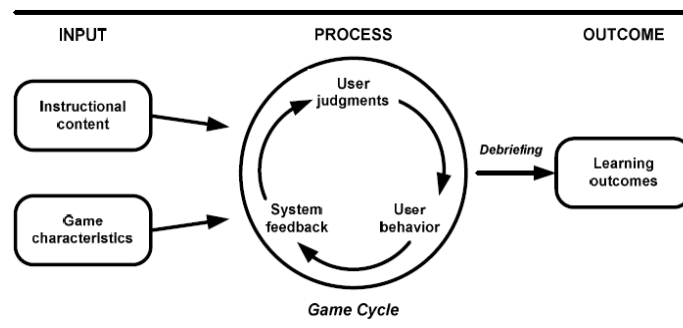 INPUT
PROCESS
OUTCOME
Instructional
content
Game
characteristics
User
judgments
System
feedback
User
behavior
Game Cycle
Debriefing
Learning
outcomes